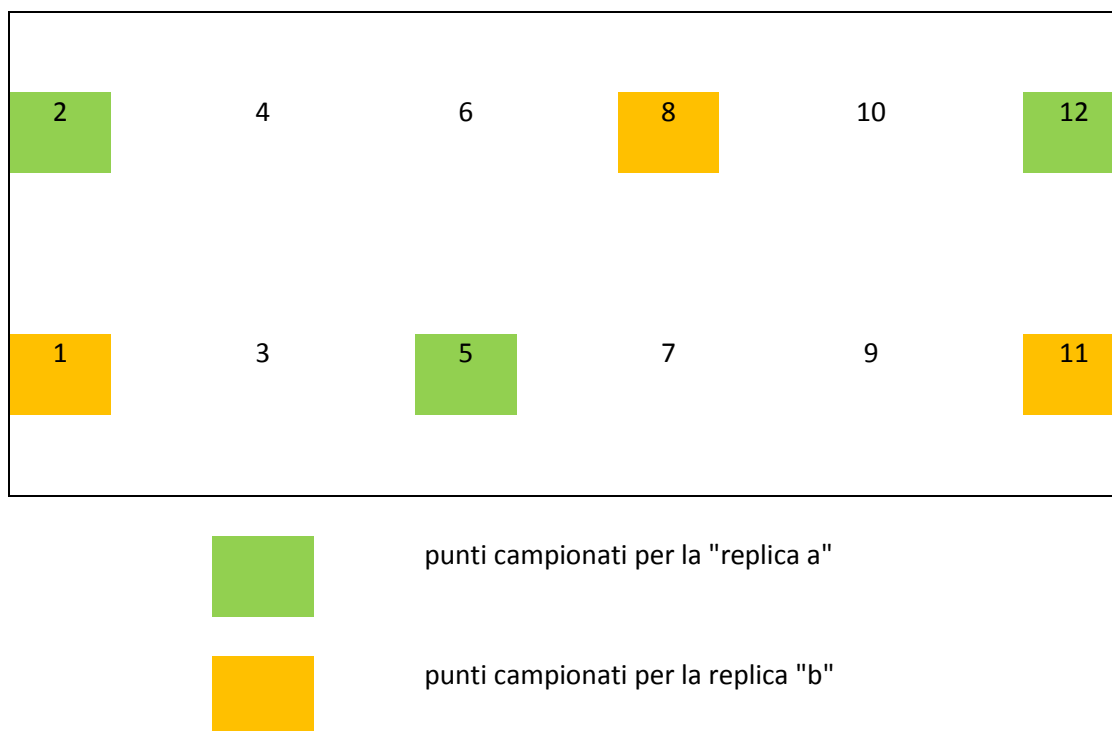 2 4 6 8 10 12
1 3 5 7 9 11
punti campionati per la "replica a"
punti campionati per la replica "b"